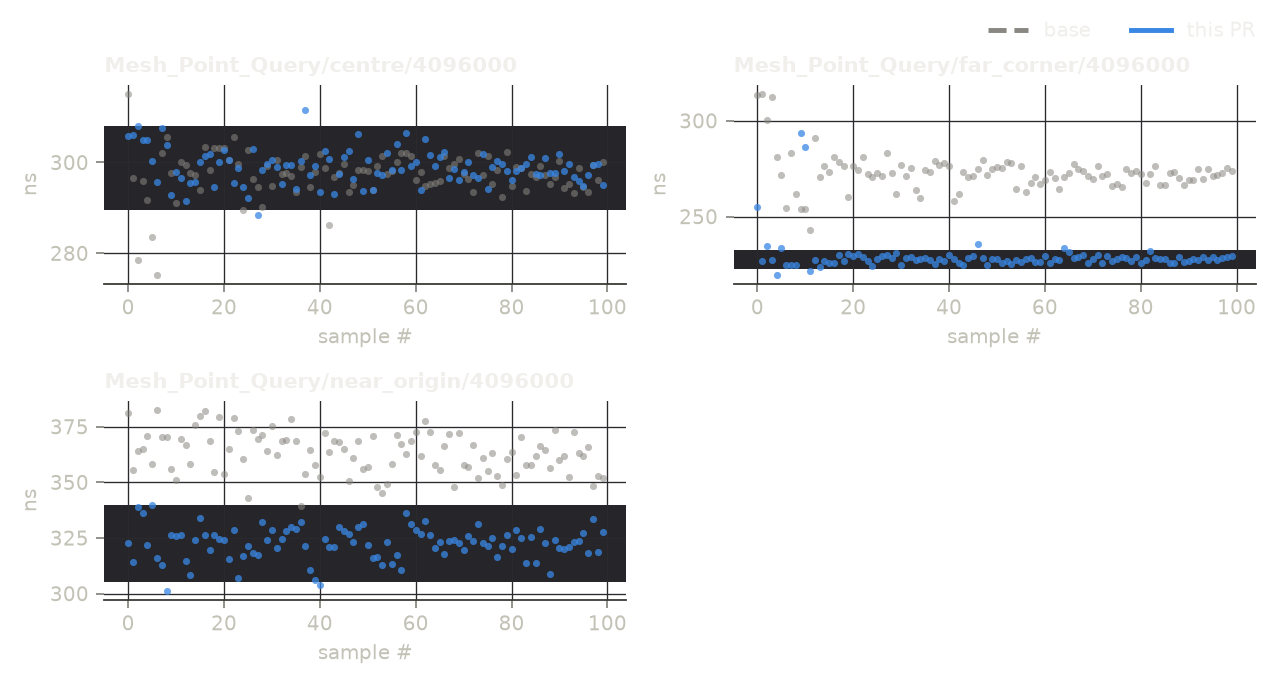 base this PR
Mesh_Point_Query/centre/4096000
300
280
ns
0 20 40 60 80 100
sample #
Mesh_Point_Query/far_corner/4096000
300
250
ns
0 20 40 60 80 100
sample #
Mesh_Point_Query/near_origin/4096000
375
350
325
300
ns
0 20 40 60 80 100
sample #